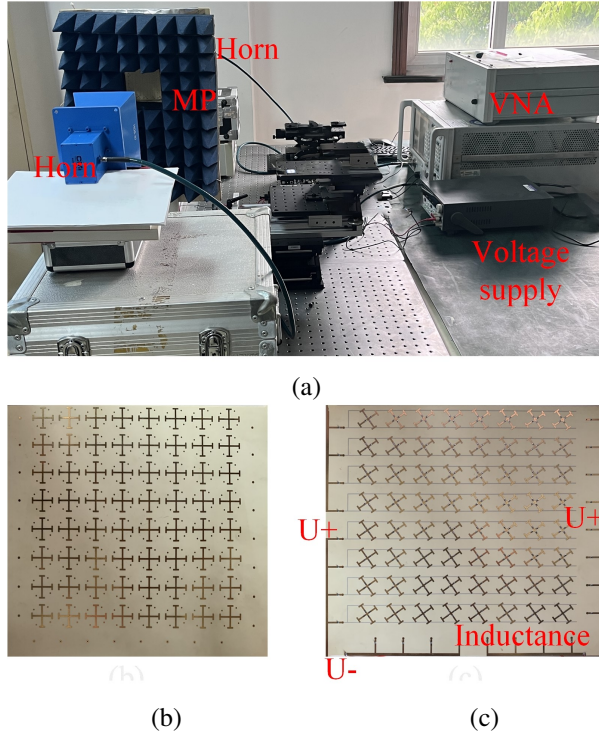 Horn
MP
VNA
Horn
Voltage
supply
(a)
U+
U+
Inductance
U-
(b)
(c)
(b)
(c)